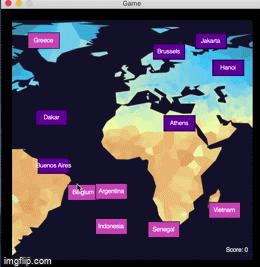 Game
Greece
Jakarta
Brussels
Hanoi
Dakar
Athens
Buenos Aires
Belgium
Argentina
Vietnam
Indonesia
Senegal
Score: 0
imgflip.com